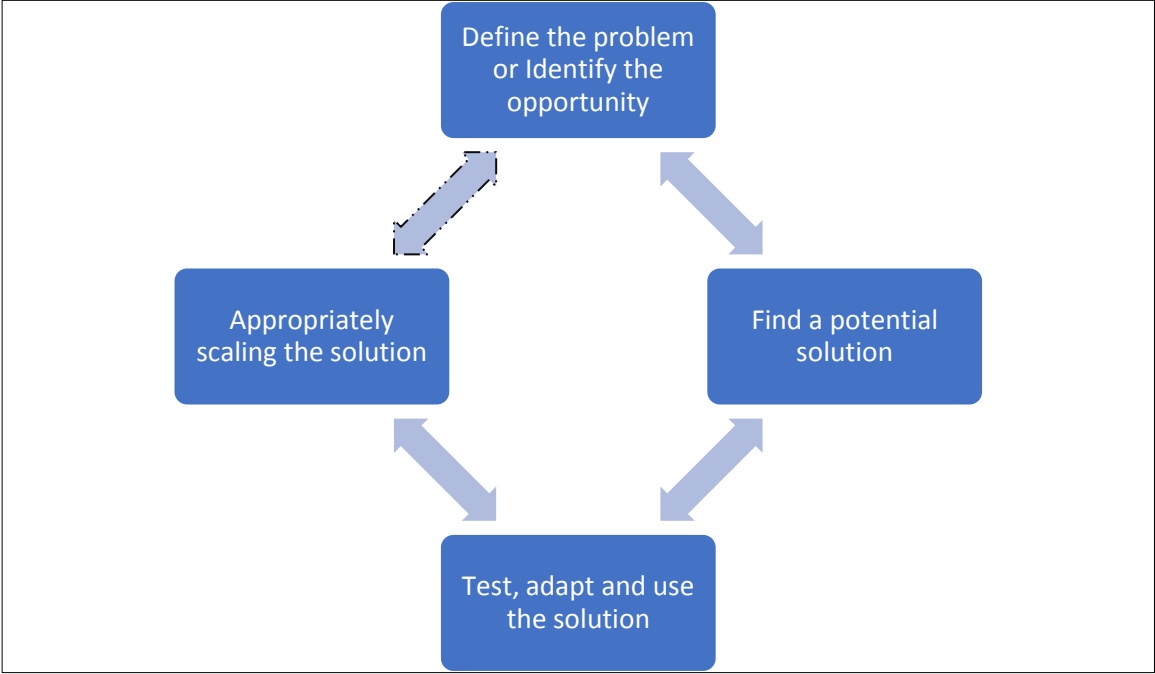 Define the problem
or Identify the
opportunity
Appropriately
scaling the solution
Find a potential
solution
Test, adapt and use
the solution